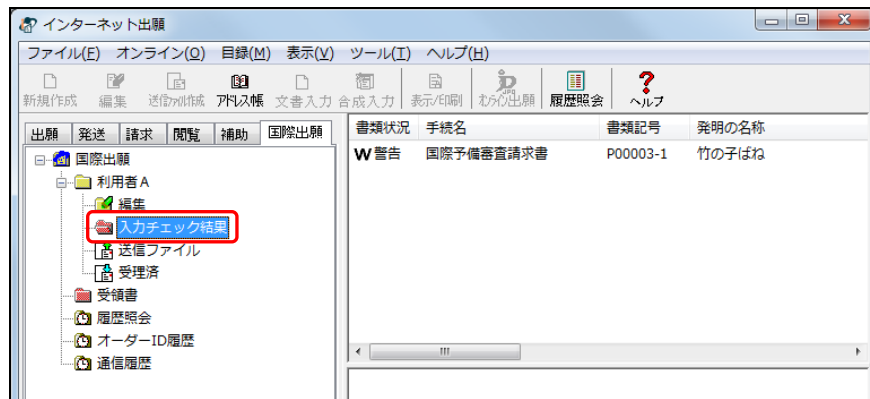 インターネット出願
ファイル(F) オンライン(O) 目録(M) 表示(V) ツール(T) ヘルプ(H)
新規作成 編集 送信ファイル作成 アドレス帳 文書入力 合成入力 表示/印刷 オンライン出願 履歴照会 ヘルプ
出願 発送 請求 閲覧 補助 国際出願
国際出願
利用者A
編集
入力チェック結果
送信ファイル
受理済
受領書
履歴照会
オーダーID履歴
通信履歴
書類状況 手続名 書類記号 発明の名称
W警告 国際予備審査請求書 P00003-1 竹の子ばね